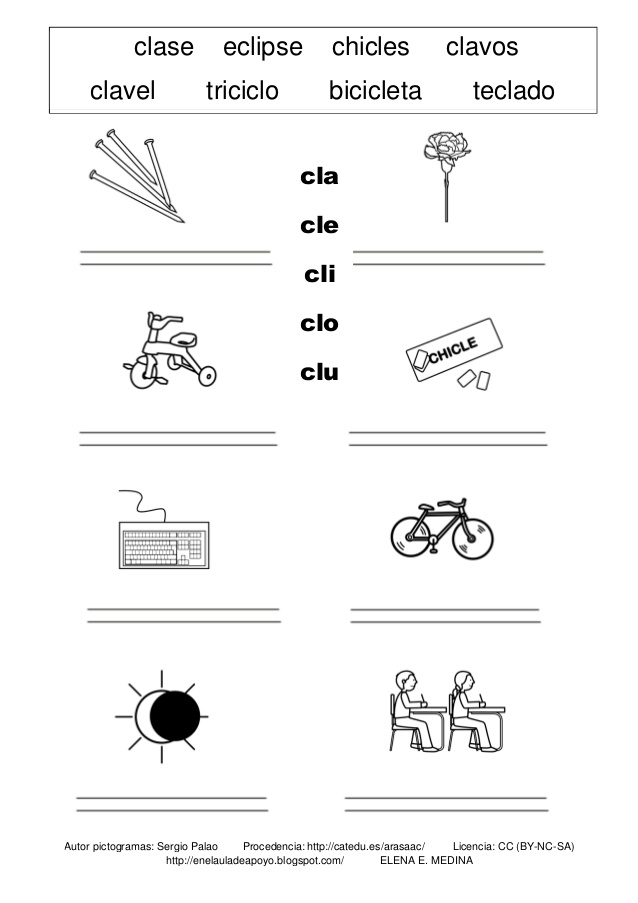 clase eclipse chicles clavos
clavel triciclo bicicleta teclado
cla
cle
cli
clo
clu
CHICLE
Autor pictogramas: Sergio Palao Procedencia: http://catedu.es/arasaac/ Licencia: CC (BY-NC-SA)
http://enelauladeapoyo.blogspot.com/ ELENA E. MEDINA